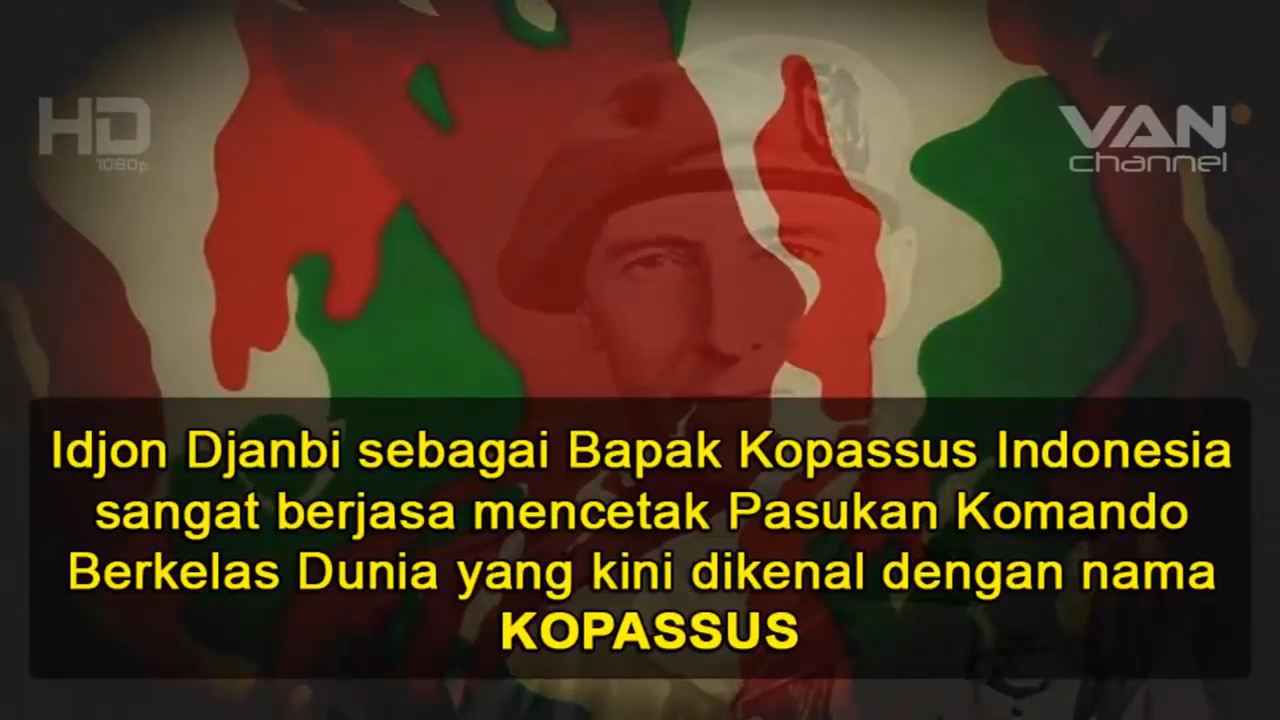 HD
1080p
VAN
channel
Idjon Djanbi sebagai Bapak Kopassus Indonesia
sangat berjasa mencetak Pasukan Komando
Berkelas Dunia yang kini dikenal dengan nama
KOPASSUS